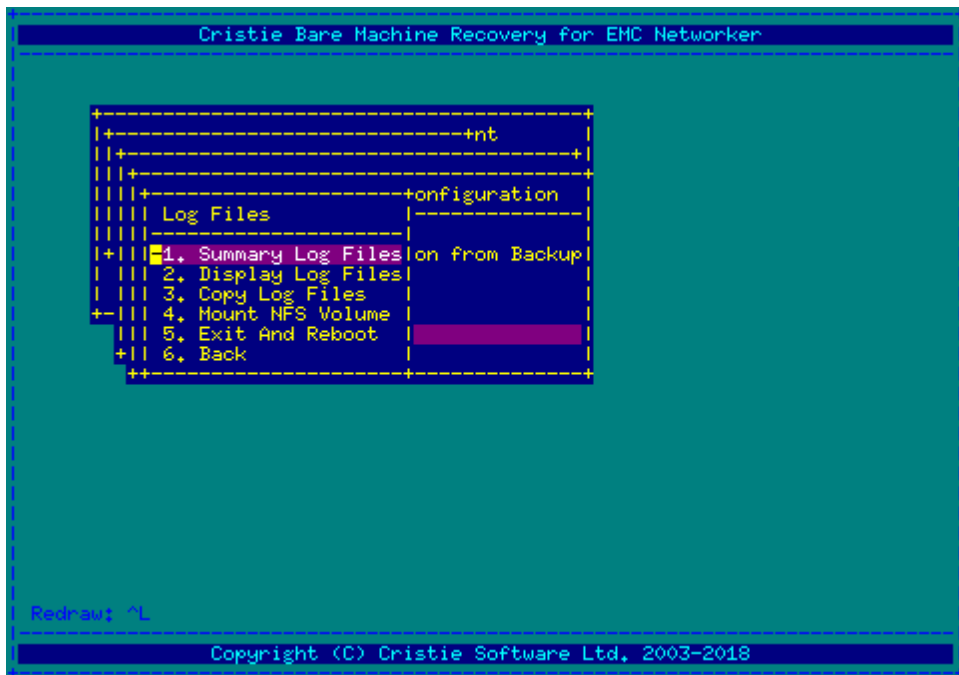 Cristie Bare Machine Recovery for EMC Networker
nt
onfiguration
Log Files
1. Summary Log Files
on from Backup
2. Display Log Files
3. Copy Log Files
4. Mount NFS Volume
5. Exit And Reboot
6. Back
Redraw: ^L
Copyright (C) Cristie Software Ltd. 2003-2018